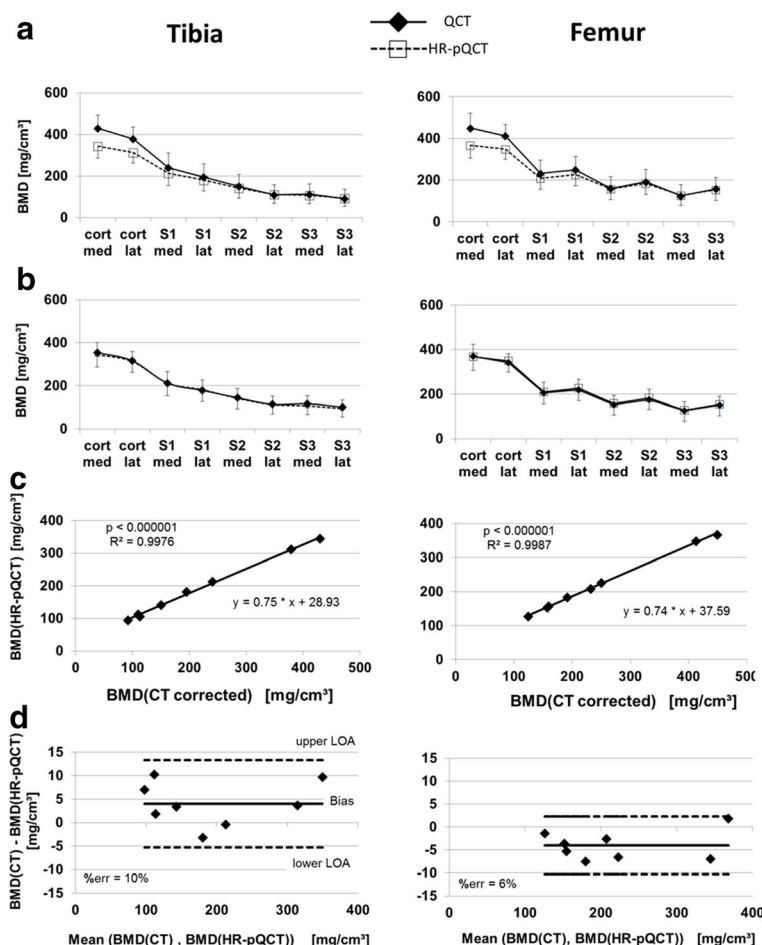 a
Tibia
QCT
HR-pQCT
Femur
BMD [mg/cm³]
600
400
200
0
cort med
cort lat
S1 med
S1 lat
S2 med
S2 lat
S3 med
S3 lat
600
400
200
0
cort med
cort lat
S1 med
S1 lat
S2 med
S2 lat
S3 med
S3 lat
b
BMD [mg/cm³]
600
400
200
0
cort med
cort lat
S1 med
S1 lat
S2 med
S2 lat
S3 med
S3 lat
600
400
200
0
cort med
cort lat
S1 med
S1 lat
S2 med
S2 lat
S3 med
S3 lat
c
BMD(HR-pQCT) [mg/cm³]
400
300
200
100
0
p < 0.000001
R² = 0.9976
y = 0.75 * x + 28.93
0 100 200 300 400 500
BMD(CT corrected) [mg/cm³]
400
300
200
100
0
p < 0.000001
R² = 0.9987
y = 0.74 * x + 37.59
0 100 200 300 400 500
BMD(CT corrected) [mg/cm³]
d
BMD(CT) - BMD(HR-pQCT)
[mg/cm³]
15
10
5
0
-5
-10
-15
upper LOA
Bias
lower LOA
%err = 10%
0 100 200 300 400
Mean (BMD(CT) , BMD(HR-pQCT)) [mg/cm³]
15
10
5
0
-5
-10
-15
%err = 6%
0 100 200 300 400
Mean (BMD(CT), BMD(HR-pQCT)) [mg/cm³]